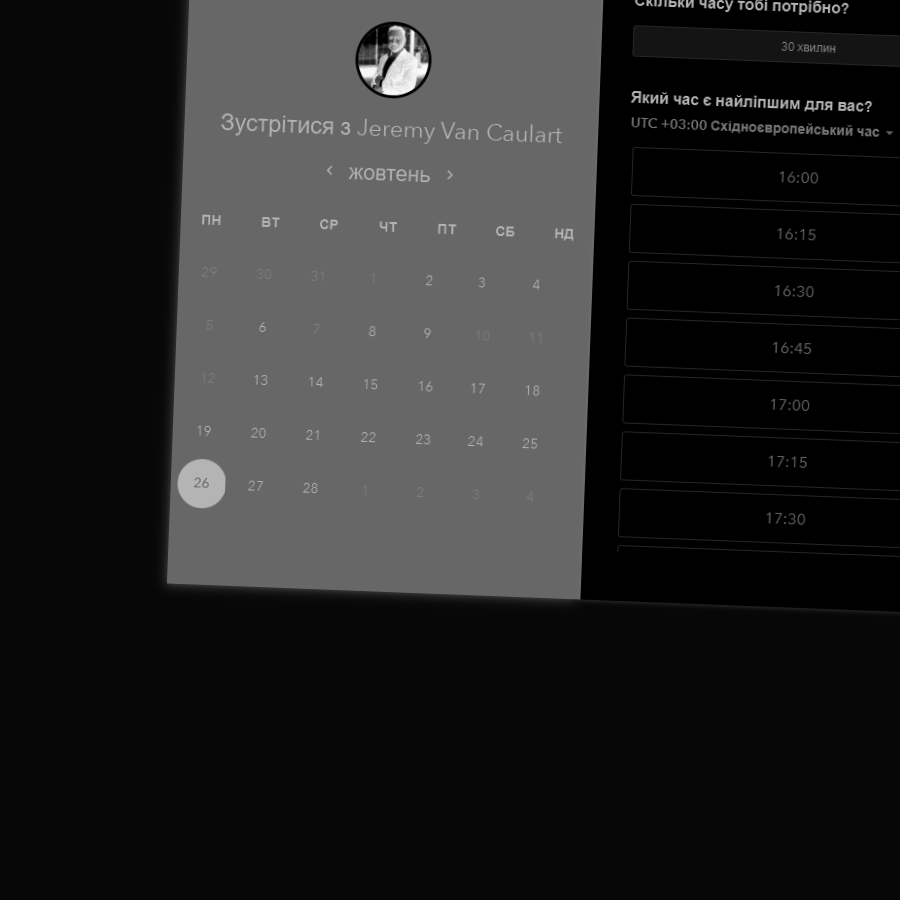 Зустрітися з Jeremy Van Caulart
‹ жовтень ›
ПН ВТ СР ЧТ ПТ СБ НД
29 30 31 1 2 3 4
5 6 7 8 9 10 11
12 13 14 15 16 17 18
19 20 21 22 23 24 25
26 27 28 1 2 3 4
Скільки часу тобі потрібно?
30 хвилин
Який час є найліпшим для вас?
UTC +03:00 Східноєвропейський час
16:00
16:15
16:30
16:45
17:00
17:15
17:30